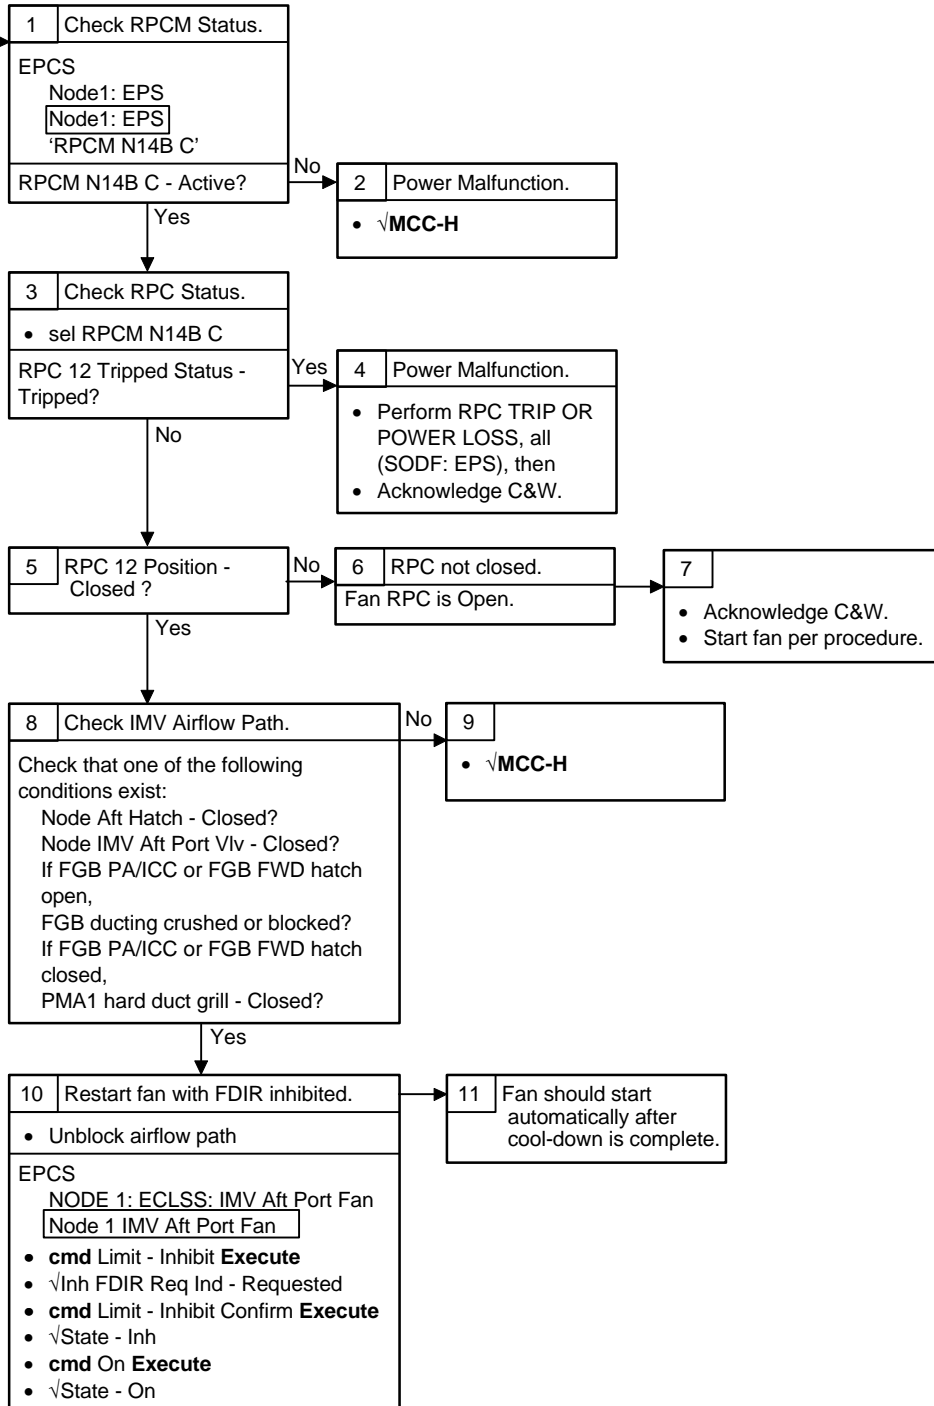 1 Check RPCM Status.
EPCS
Node1: EPS
Node1: EPS
‘RPCM N14B C’
RPCM N14B C - Active?
No
2 Power Malfunction.
• √MCC-H
Yes
3 Check RPC Status.
• sel RPCM N14B C
RPC 12 Tripped Status -
Tripped?
Yes
4 Power Malfunction.
• Perform RPC TRIP OR
POWER LOSS, all
(SODF: EPS), then
• Acknowledge C&W.
No
5 RPC 12 Position -
Closed ?
No
6 RPC not closed.
Fan RPC is Open.
7
• Acknowledge C&W.
• Start fan per procedure.
Yes
8 Check IMV Airflow Path.
Check that one of the following
conditions exist:
Node Aft Hatch - Closed?
Node IMV Aft Port Vlv - Closed?
If FGB PA/ICC or FGB FWD hatch
open,
FGB ducting crushed or blocked?
If FGB PA/ICC or FGB FWD hatch
closed,
PMA1 hard duct grill - Closed?
No
9
• √MCC-H
Yes
10 Restart fan with FDIR inhibited.
• Unblock airflow path
EPCS
NODE 1: ECLSS: IMV Aft Port Fan
Node 1 IMV Aft Port Fan
• cmd Limit - Inhibit Execute
• √Inh FDIR Req Ind - Requested
• cmd Limit - Inhibit Confirm Execute
• √State - Inh
• cmd On Execute
• √State - On
11 Fan should start
automatically after
cool-down is complete.